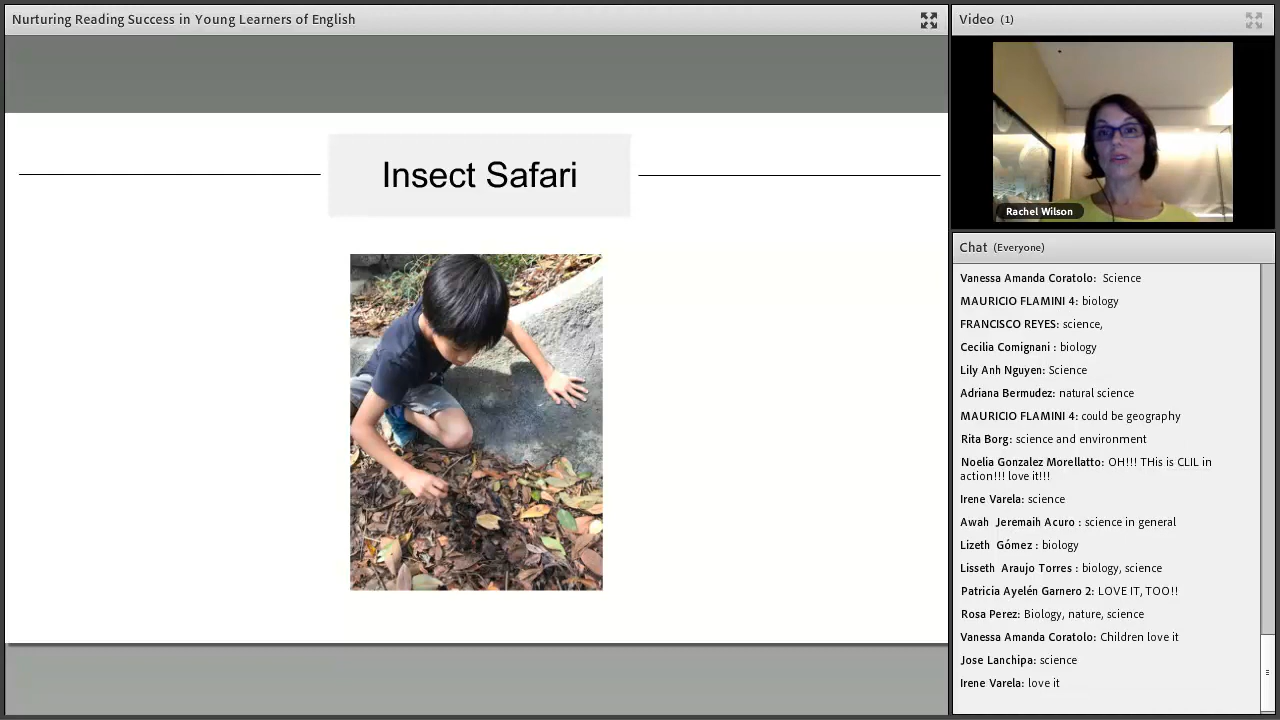 Nurturing Reading Success in Young Learners of English
Insect Safari
Video (1)
Rachel Wilson
Chat (Everyone)
Vanessa Amanda Coratolo: Science
MAURICIO FLAMINI 4: biology
FRANCISCO REYES: science,
Cecilia Comignani : biology
Lily Anh Nguyen: Science
Adriana Bermudez: natural science
MAURICIO FLAMINI 4: could be geography
Rita Borg: science and environment
Noelia Gonzalez Morellatto: OH!!! THis is CLIL in
action!!! love it!!!
Irene Varela: science
Awah Jeremaih Acuro : science in general
Lizeth Gómez : biology
Lisseth Araujo Torres : biology, science
Patricia Ayelén Garnero 2: LOVE IT, TOO!!
Rosa Perez: Biology, nature, science
Vanessa Amanda Coratolo: Children love it
Jose Lanchipa: science
Irene Varela: love it